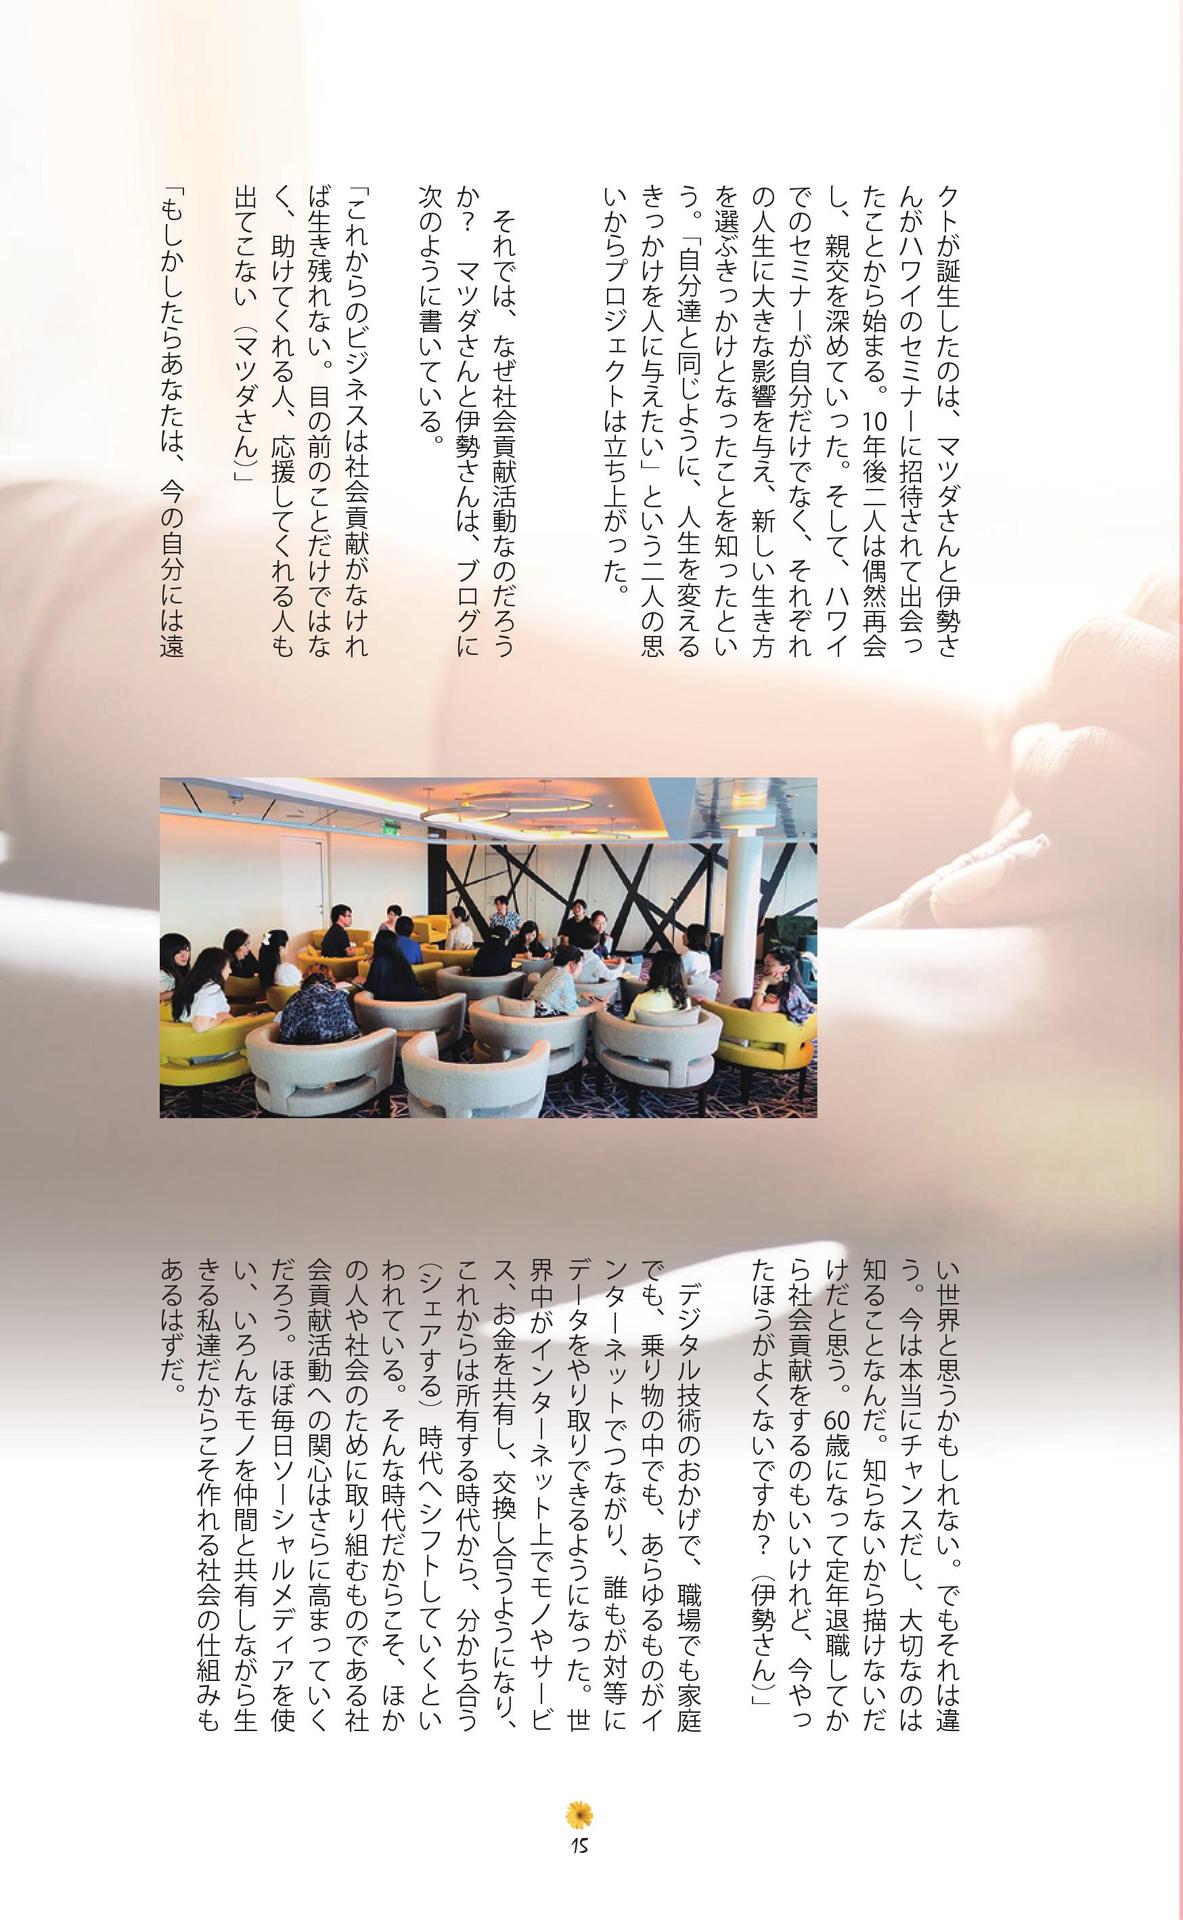 クトが誕生したのは、マツダさんと伊勢さ
んがハワイのセミナーに招待されて出会っ
たことから始まる。10年後二人は偶然再会
し、親交を深めていった。そして、ハワイ
でのセミナーが自分だけでなく、それぞれ
の人生に大きな影響を与え、新しい生き方
を選ぶきっかけとなったことを知ったとい
う。「自分達と同じように、人生を変える
きっかけを人に与えたい」という二人の思
いからプロジェクトは立ち上がった。
それでは、なぜ社会貢献活動なのだろう
か？　マツダさんと伊勢さんは、ブログに
次のように書いている。
「これからのビジネスは社会貢献がなけれ
ば生き残れない。目の前のことだけではな
く、助けてくれる人、応援してくれる人も
出てこない（マツダさん）」
「もしかしたらあなたは、今の自分には遠
い世界と思うかもしれない。でもそれは違
う。今は本当にチャンスだし、大切なのは
知ることなんだ。知らないから描けないだ
けだと思う。60歳になって定年退職してか
ら社会貢献をするのもいいけれど、今やっ
たほうがよくないですか？（伊勢さん）」
デジタル技術のおかげで、職場でも家庭
でも、乗り物の中でも、あらゆるものがイ
ンターネットでつながり、誰もが対等に
データをやり取りできるようになった。世
界中がインターネット上でモノやサービ
ス、お金を共有し、交換し合うようになり、
これからは所有する時代から、分かち合う
（シェアする）時代へシフトしていくとい
われている。そんな時代だからこそ、ほか
の人や社会のために取り組むものである社
会貢献活動への関心はさらに高まっていく
だろう。ほぼ毎日ソーシャルメディアを使
い、いろんなモノを仲間と共有しながら生
きる私達だからこそ作れる社会の仕組みも
あるはずだ。
15